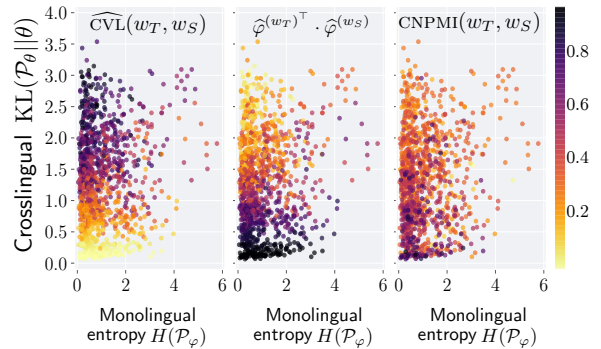 CVL̂(w_T, w_S)
φ̂^{(w_T)⊤} · φ̂^{(w_S)}
CNPMI(w_T, w_S)
Crosslingual KL(𝒫_θ||θ)
4.0
3.5
3.0
2.5
2.0
1.5
1.0
0.5
0.0
0 2 4 6
0 2 4 6
0 2 4 6
Monolingual
entropy H(𝒫_φ)
Monolingual
entropy H(𝒫_φ)
Monolingual
entropy H(𝒫_φ)
0.8
0.6
0.4
0.2